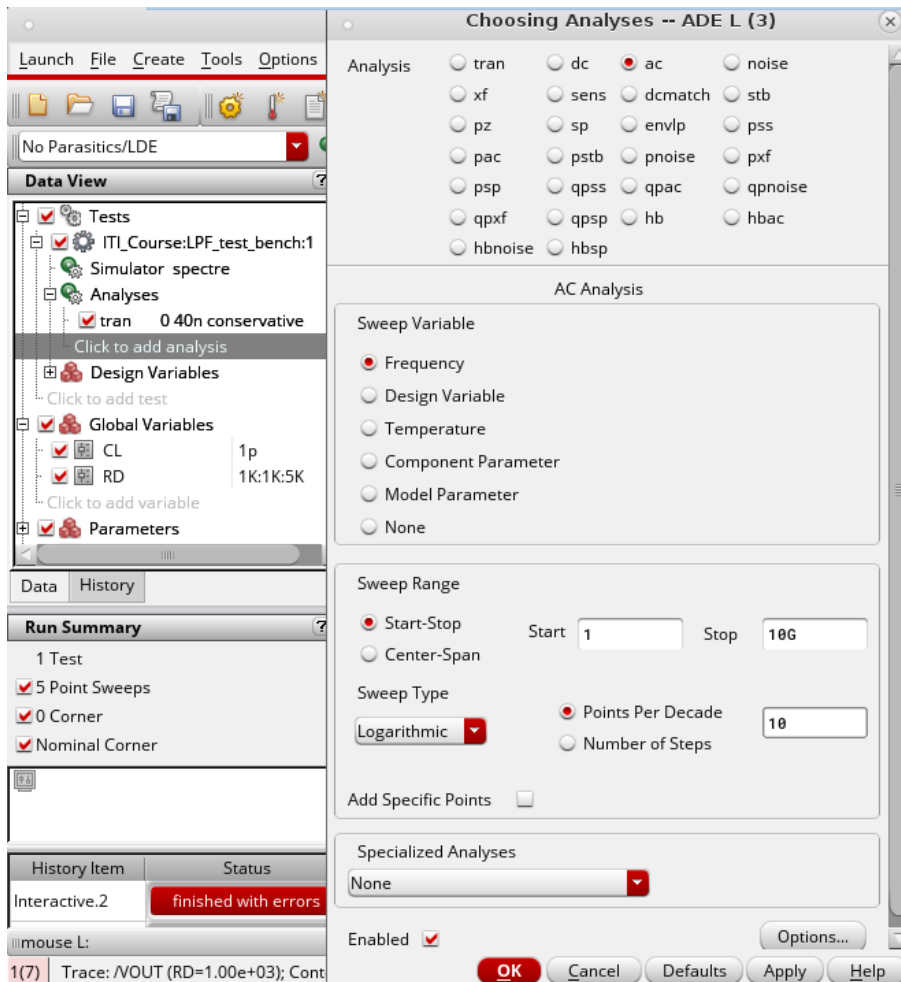 Launch File Create Tools Options
No Parasitics/LDE
Data View ?
Tests
ITI_Course:LPF_test_bench:1
Simulator spectre
Analyses
tran 0 40n conservative
Click to add analysis
Design Variables
Click to add test
Global Variables
CL 1p
RD 1K:1K:5K
Click to add variable
Parameters
Data History
Run Summary ?
1 Test
5 Point Sweeps
0 Corner
Nominal Corner
History Item Status
Interactive.2 finished with errors
mouse L:
1(7) Trace: /VOUT (RD=1.00e+03); Cont
Choosing Analyses -- ADE L (3)
Analysis tran dc ac noise
xf sens dcmatch stb
pz sp envlp pss
pac pstb pnoise pxf
psp qpss qpac qpnoise
qpxf qpsp hb hbac
hbnoise hbsp
AC Analysis
Sweep Variable
Frequency
Design Variable
Temperature
Component Parameter
Model Parameter
None
Sweep Range
Start-Stop Start 1 Stop 10G
Center-Span
Sweep Type
Logarithmic Points Per Decade 10
Number of Steps
Add Specific Points
Specialized Analyses
None
Enabled Options...
OK Cancel Defaults Apply Help